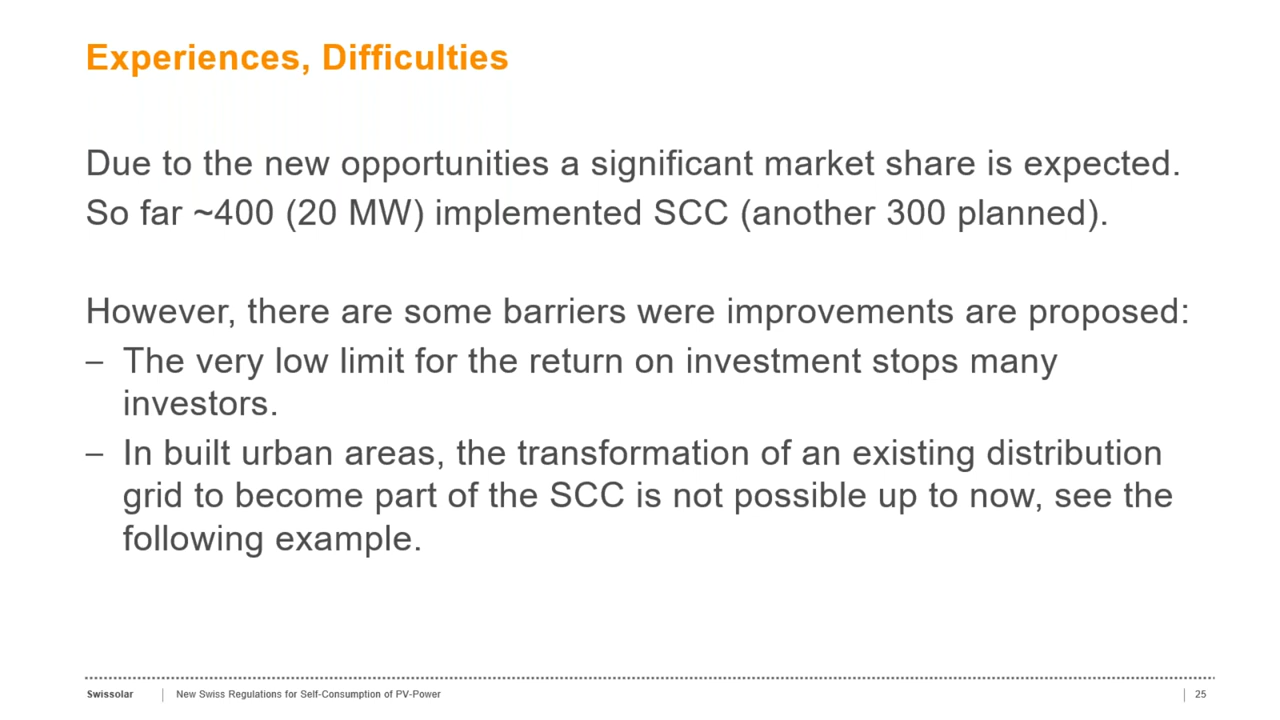 Experiences, Difficulties
Due to the new opportunities a significant market share is expected.
So far ~400 (20 MW) implemented SCC (another 300 planned).
However, there are some barriers were improvements are proposed:
– The very low limit for the return on investment stops many
investors.
– In built urban areas, the transformation of an existing distribution
grid to become part of the SCC is not possible up to now, see the
following example.
Swissolar | New Swiss Regulations for Self-Consumption of PV-Power | 25